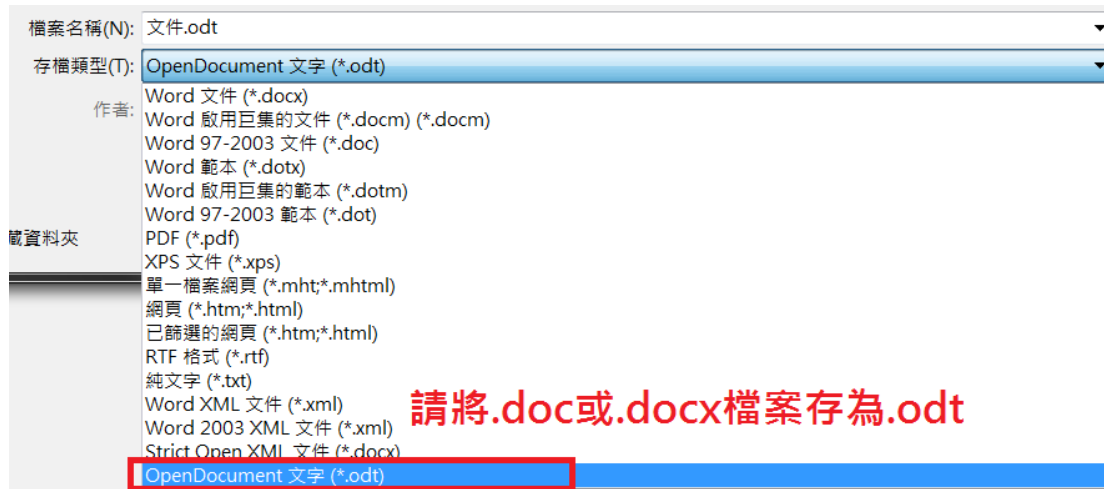 檔案名稱(N): 文件.odt
存檔類型(T): OpenDocument 文字 (*.odt)
作者:
Word 文件 (*.docx)
Word 啟用巨集的文件 (*.docm) (*.docm)
Word 97-2003 文件 (*.doc)
Word 範本 (*.dotx)
Word 啟用巨集的範本 (*.dotm)
Word 97-2003 範本 (*.dot)
藏資料夾
PDF (*.pdf)
XPS 文件 (*.xps)
單一檔案網頁 (*.mht;*.mhtml)
網頁 (*.htm;*.html)
已篩選的網頁 (*.htm;*.html)
RTF 格式 (*.rtf)
純文字 (*.txt)
Word XML 文件 (*.xml)
請將.doc或.docx檔案存為.odt
Word 2003 XML 文件 (*.xml)
Strict Open XML 文件 (*.docx)
OpenDocument 文字 (*.odt)